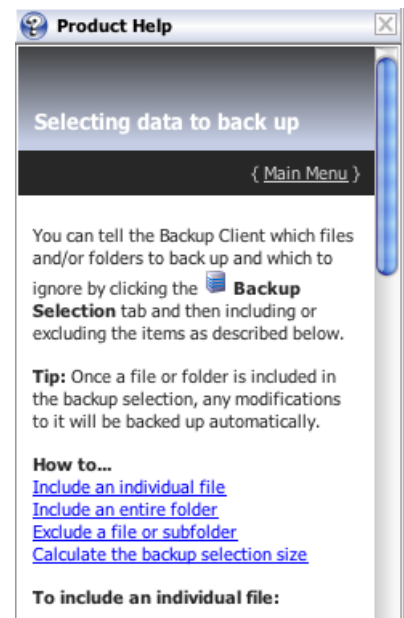 Product Help
Selecting data to back up
{ Main Menu }
You can tell the Backup Client which files
and/or folders to back up and which to
ignore by clicking the Backup
Selection tab and then including or
excluding the items as described below.
Tip: Once a file or folder is included in
the backup selection, any modifications
to it will be backed up automatically.
How to...
Include an individual file
Include an entire folder
Exclude a file or subfolder
Calculate the backup selection size
To include an individual file: